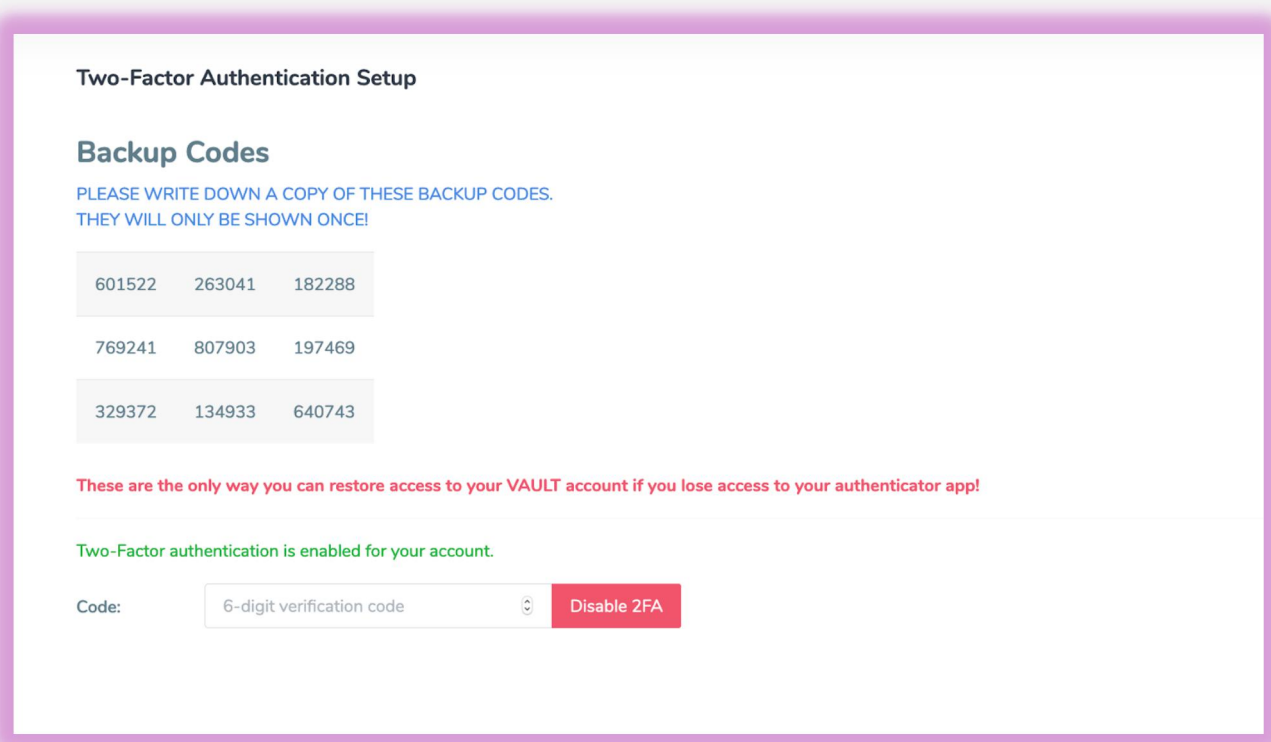 Two-Factor Authentication Setup
Backup Codes
PLEASE WRITE DOWN A COPY OF THESE BACKUP CODES.
THEY WILL ONLY BE SHOWN ONCE!
601522 263041 182288
769241 807903 197469
329372 134933 640743
These are the only way you can restore access to your VAULT account if you lose access to your authenticator app!
Two-Factor authentication is enabled for your account.
Code: 6-digit verification code Disable 2FA